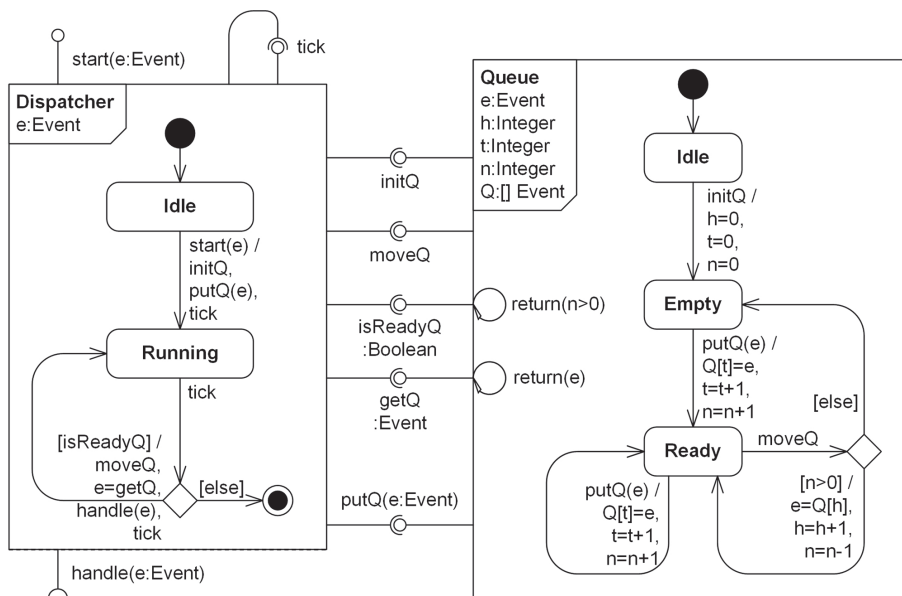 start(e:Event)
tick
Dispatcher
e:Event
Idle
start(e) /
initQ,
putQ(e),
tick
Running
tick
[isReadyQ] /
moveQ,
e=getQ,
handle(e),
tick
[else]
handle(e:Event)
initQ
moveQ
isReadyQ
:Boolean
getQ
:Event
putQ(e:Event)
Queue
e:Event
h:Integer
t:Integer
n:Integer
Q:[] Event
return(n>0)
return(e)
Idle
initQ /
h=0,
t=0,
n=0
Empty
putQ(e) /
Q[t]=e,
t=t+1,
n=n+1
[else]
Ready
moveQ
putQ(e) /
Q[t]=e,
t=t+1,
n=n+1
[n>0] /
e=Q[h],
h=h+1,
n=n-1